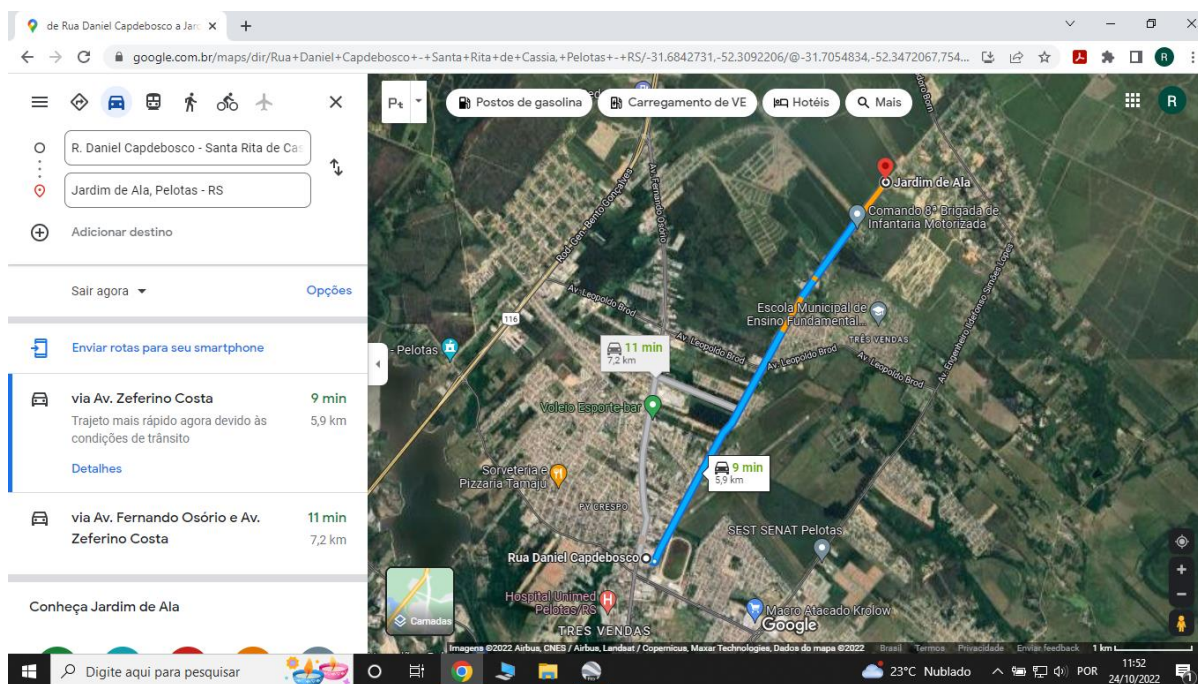 de Rua Daniel Capdebosco a Jard
google.com.br/maps/dir/Rua+Daniel+Capdebosco+-+Santa+Rita+de+Cassia,+Pelotas+-+RS/-31.6842731,-52.3092206/@-31.7054834,-52.3472067,754...
R
R. Daniel Capdebosco - Santa Rita de Cas
Jardim de Ala, Pelotas - RS
Adicionar destino
Sair agora
Opções
Enviar rotas para seu smartphone
via Av. Zeferino Costa
9 min
Trajeto mais rápido agora devido às
5,9 km
condições de trânsito
Detalhes
via Av. Fernando Osório e Av.
11 min
Zeferino Costa
7,2 km
Conheça Jardim de Ala
Postos de gasolina
Carregamento de VE
Hotéis
Mais
R
Jardim de Ala
Comando 8ª Brigada de
Infantaria Motorizada
Rod. Gen. Bento Gonçalves
Av. Fernando Osório
Av. Leopoldo Brod
Escola Municipal de
Ensino Fundamental...
TRÊS VENDAS
116
Av. Engenheiro Ildefonso Simões Lopes
- Pelotas
11 min
7,2 km
Av. Leopoldo Brod
Av. Leopoldo Brod
Av. Leopoldo Brod
Voleio Esporte-bar
9 min
5,9 km
Sorveteria e
Pizzaria Tamaju
PY CRESPO
SEST SENAT Pelotas
Rua Daniel Capdebosco
Hospital Unimed
Pelotas/RS
Macro Atacado Krolow
Camadas
TRÊS VENDAS
Google
Imagens ©2022 Airbus, CNES / Airbus, Landsat / Copernicus, Maxar Technologies, Dados do mapa ©2022
Brasil
Termos
Privacidade
Enviar feedback
1 km
Digite aqui para pesquisar
23°C Nublado
POR
11:52
24/10/2022